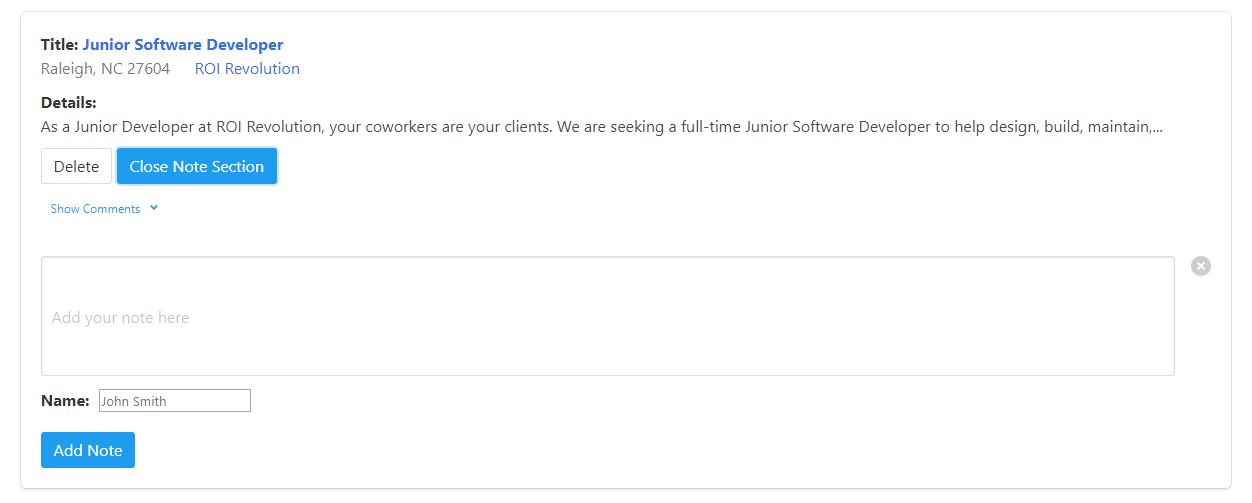 Title: Junior Software Developer
Raleigh, NC 27604 ROI Revolution
Details:
As a Junior Developer at ROI Revolution, your coworkers are your clients. We are seeking a full-time Junior Software Developer to help design, build, maintain,...
Delete Close Note Section
Show Comments
Add your note here
Name: John Smith
Add Note